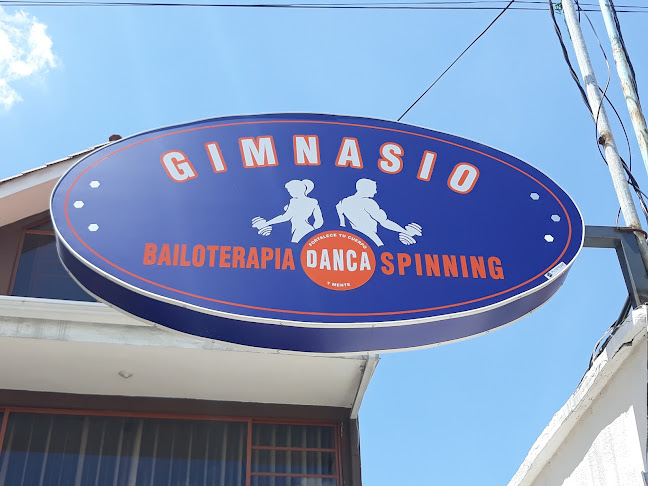 GIMNASIO
BAILOTERAPIA DANCA SPINNING
FORTALECE TU CUERPO
Y MENTE